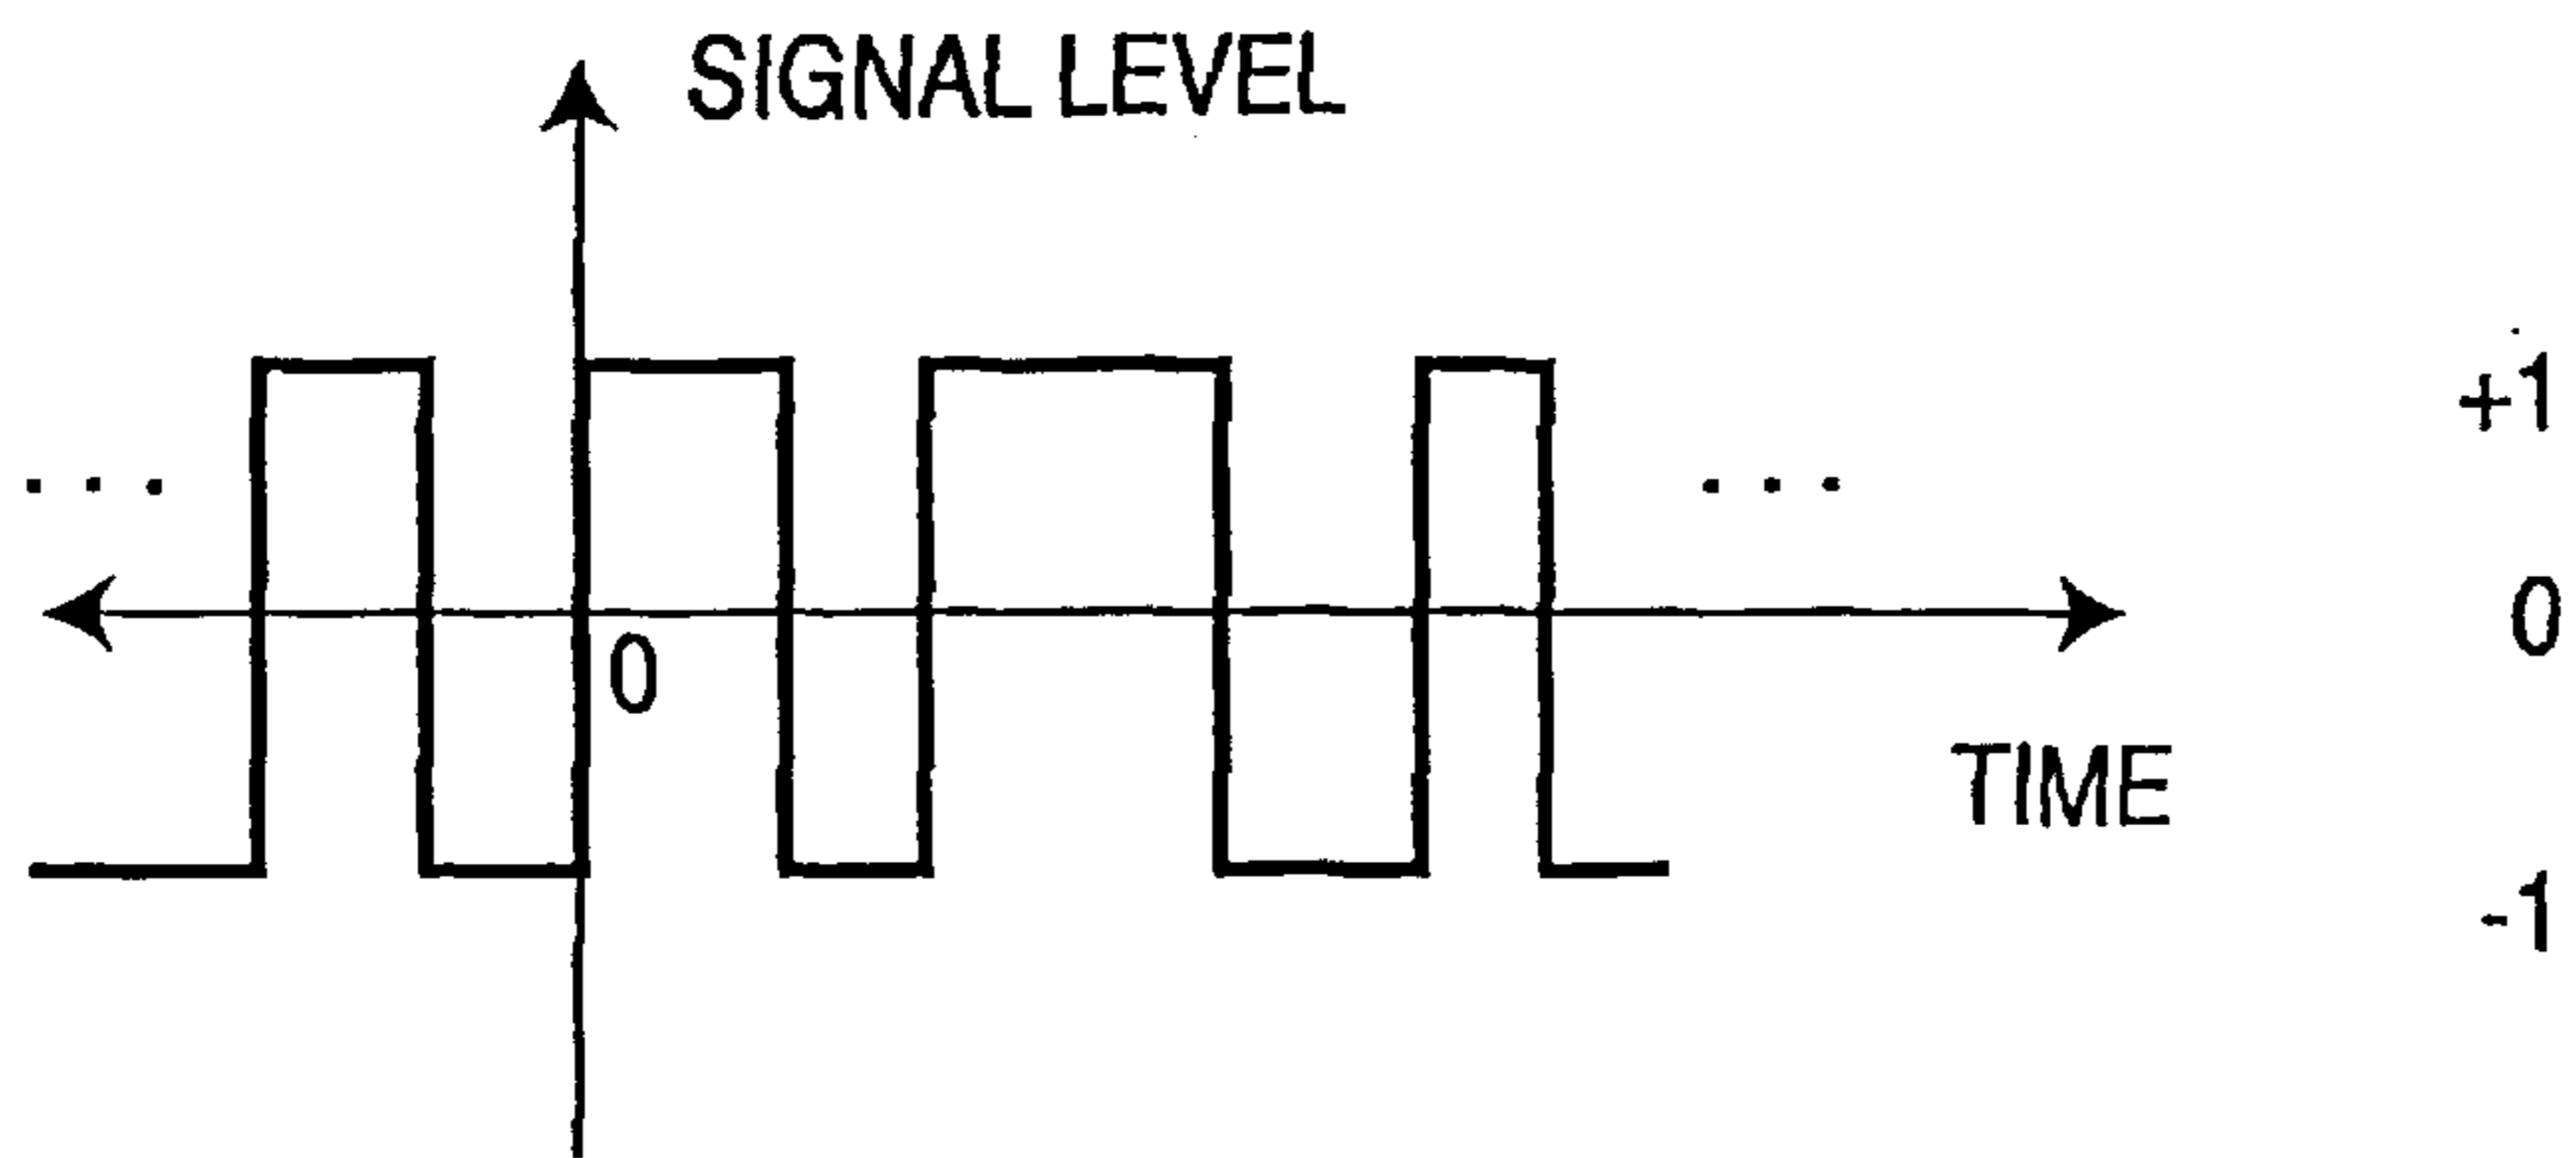 SIGNAL LEVEL
+1
. . .
. . .
0
0
TIME
-1